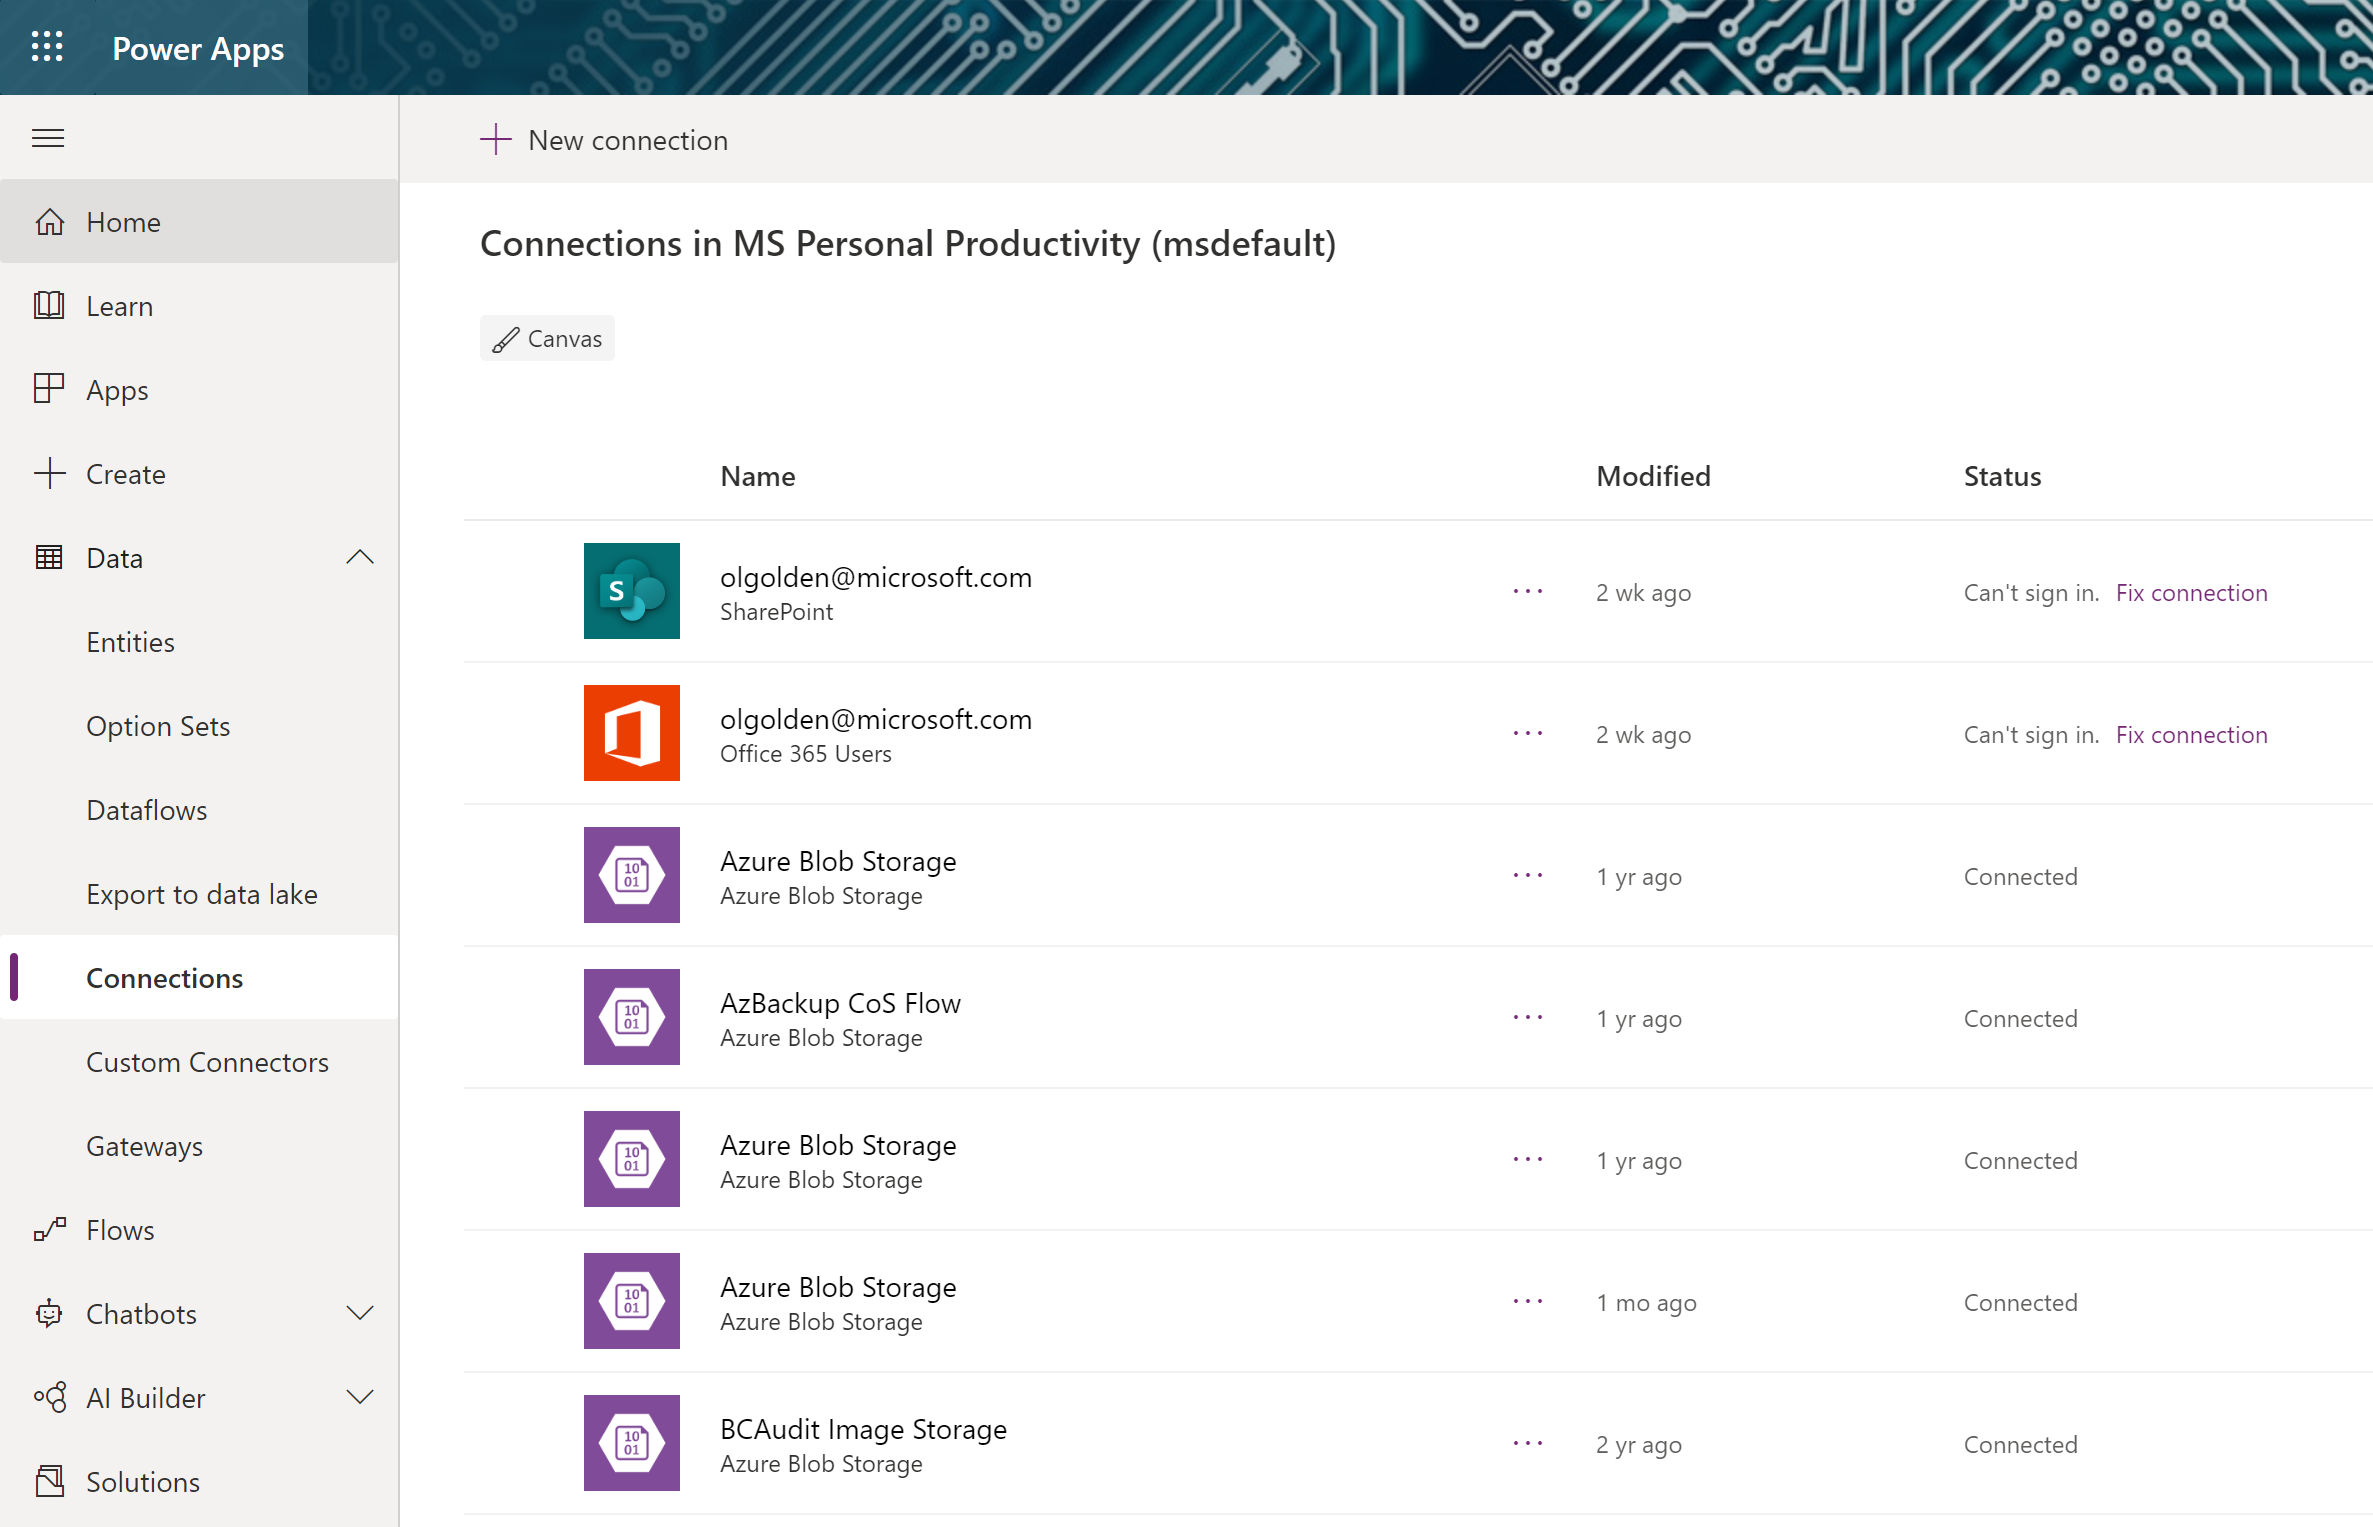 Power Apps
New connection
Home
Learn
Apps
Create
Data
Entities
Option Sets
Dataflows
Export to data lake
Connections
Custom Connectors
Gateways
Flows
Chatbots
AI Builder
Solutions
Connections in MS Personal Productivity (msdefault)
Canvas
Name Modified Status
S
olgolden@microsoft.com
SharePoint
··· 2 wk ago Can't sign in. Fix connection
olgolden@microsoft.com
Office 365 Users
··· 2 wk ago Can't sign in. Fix connection
10
01
Azure Blob Storage
Azure Blob Storage
··· 1 yr ago Connected
10
01
AzBackup CoS Flow
Azure Blob Storage
··· 1 yr ago Connected
10
01
Azure Blob Storage
Azure Blob Storage
··· 1 yr ago Connected
10
01
Azure Blob Storage
Azure Blob Storage
··· 1 mo ago Connected
10
01
BCAudit Image Storage
Azure Blob Storage
··· 2 yr ago Connected